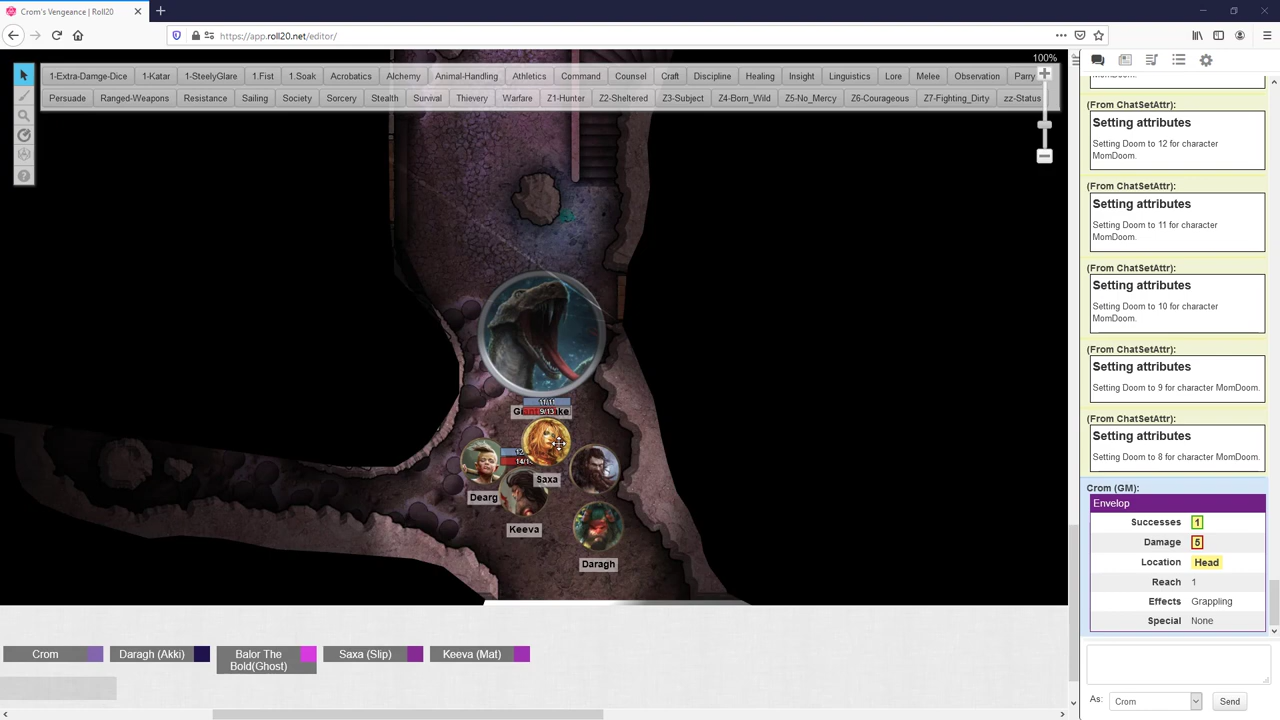 Crom's Vengeance | Roll20
https://app.roll20.net/editor/
100%
1-Extra-Damge-Dice 1-Katar 1-SteelyGlare 1.Fist 1.Soak Acrobatics Alchemy Animal-Handling Athletics Command Counsel Craft Discipline Healing Insight Linguistics Lore Melee Observation Parry
Persuade Ranged-Weapons Resistance Sailing Society Sorcery Stealth Survival Thievery Warfare Z1-Hunter Z2-Sheltered Z3-Subject Z4-Born_Wild Z5-No_Mercy Z6-Courageous Z7-Fighting_Dirty zz-Status
11/11
9/13
Saxa
Dearg
Keeva
Daragh
Crom
Daragh (Akki)
Balor The
Bold(Ghost)
Saxa (Slip)
Keeva (Mat)
MomDoom.
(From ChatSetAttr):
Setting attributes
Setting Doom to 12 for character
MomDoom.
(From ChatSetAttr):
Setting attributes
Setting Doom to 11 for character
MomDoom.
(From ChatSetAttr):
Setting attributes
Setting Doom to 10 for character
MomDoom.
(From ChatSetAttr):
Setting attributes
Setting Doom to 9 for character MomDoom.
(From ChatSetAttr):
Setting attributes
Setting Doom to 8 for character MomDoom.
Crom (GM):
Envelop
Successes 1
Damage 5
Location Head
Reach 1
Effects Grappling
Special None
As: Crom Send